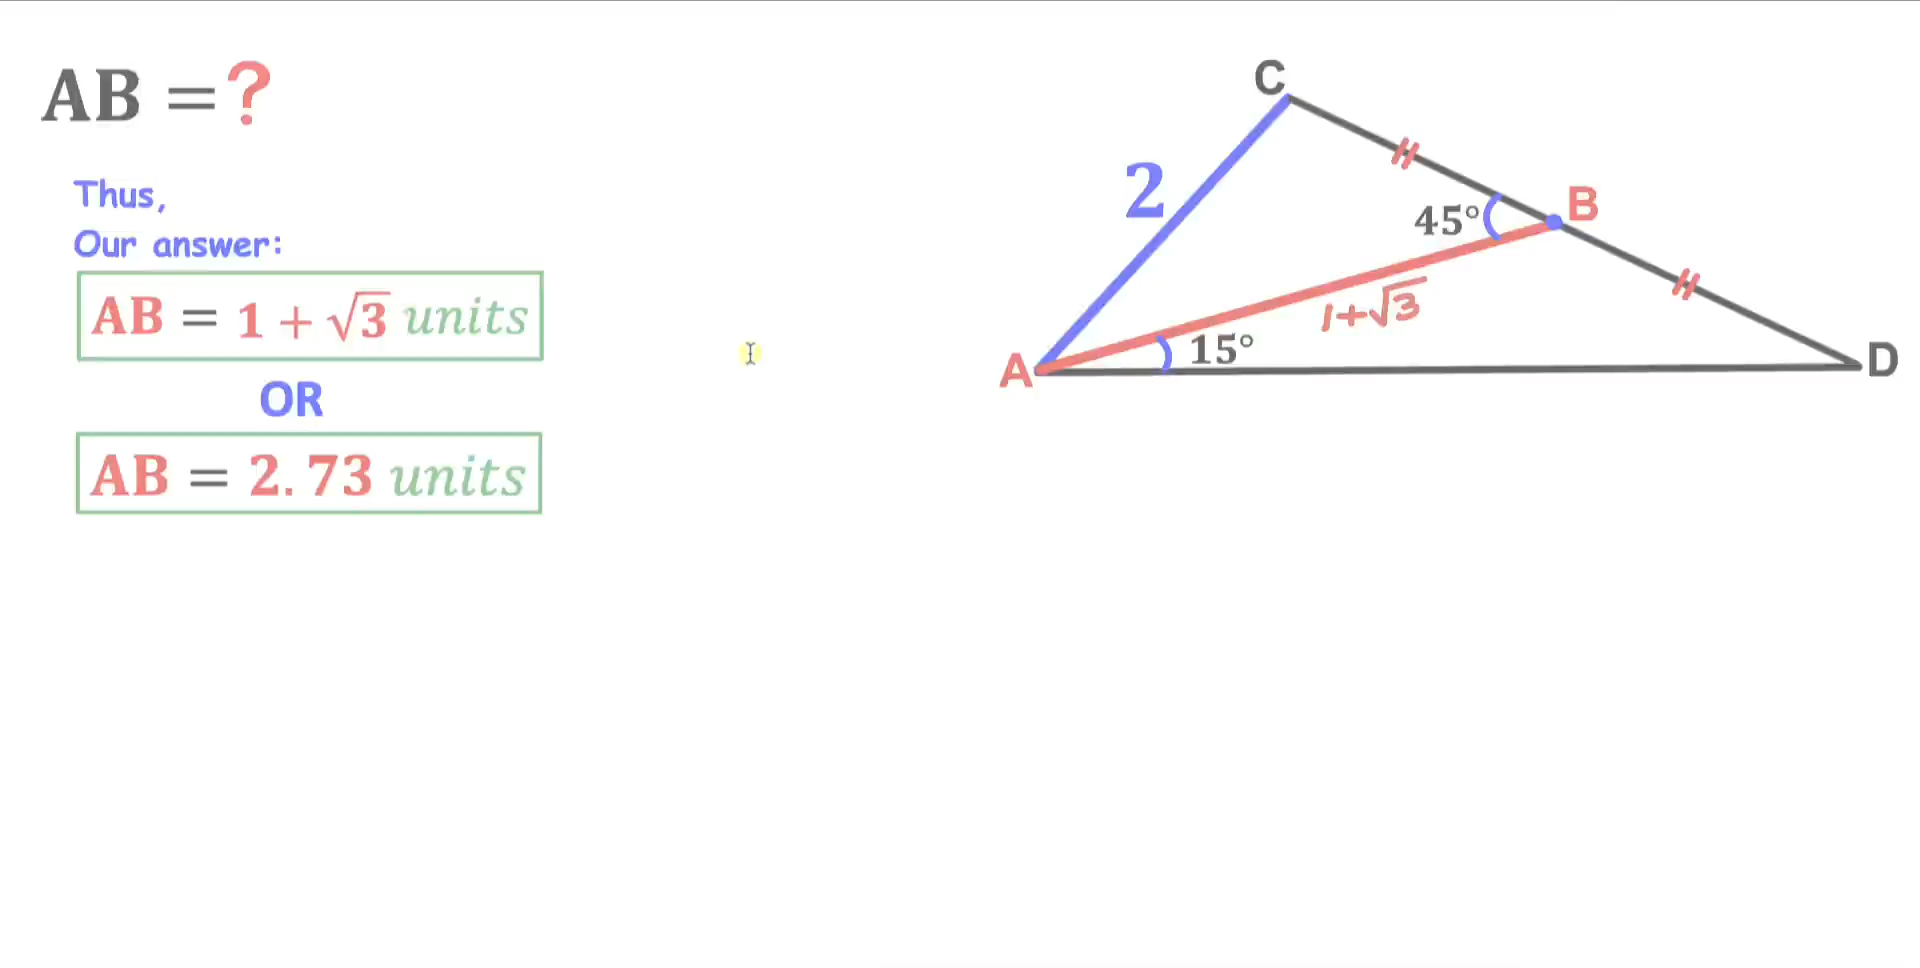 AB =?
Thus,
Our answer:
AB = 1 + √3 units
OR
AB = 2.73 units
C
2
B
45°
1+√3
15°
A
D